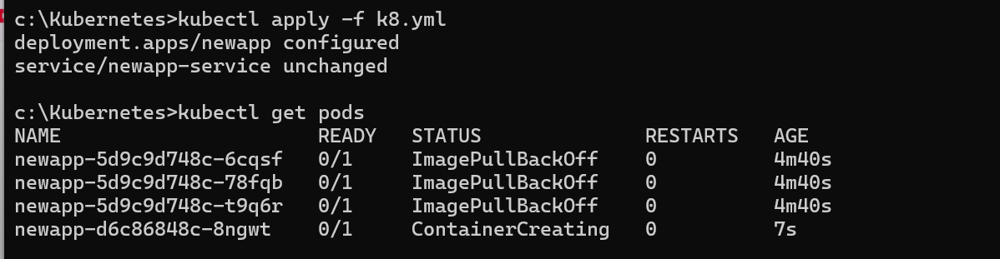 c:\Kubernetes>kubectl apply -f k8.yml
deployment.apps/newapp configured
service/newapp-service unchanged
c:\Kubernetes>kubectl get pods
NAME READY STATUS RESTARTS AGE
newapp-5d9c9d748c-6cqsf 0/1 ImagePullBackOff 0 4m40s
newapp-5d9c9d748c-78fqb 0/1 ImagePullBackOff 0 4m40s
newapp-5d9c9d748c-t9q6r 0/1 ImagePullBackOff 0 4m40s
newapp-d6c86848c-8ngwt 0/1 ContainerCreating 0 7s